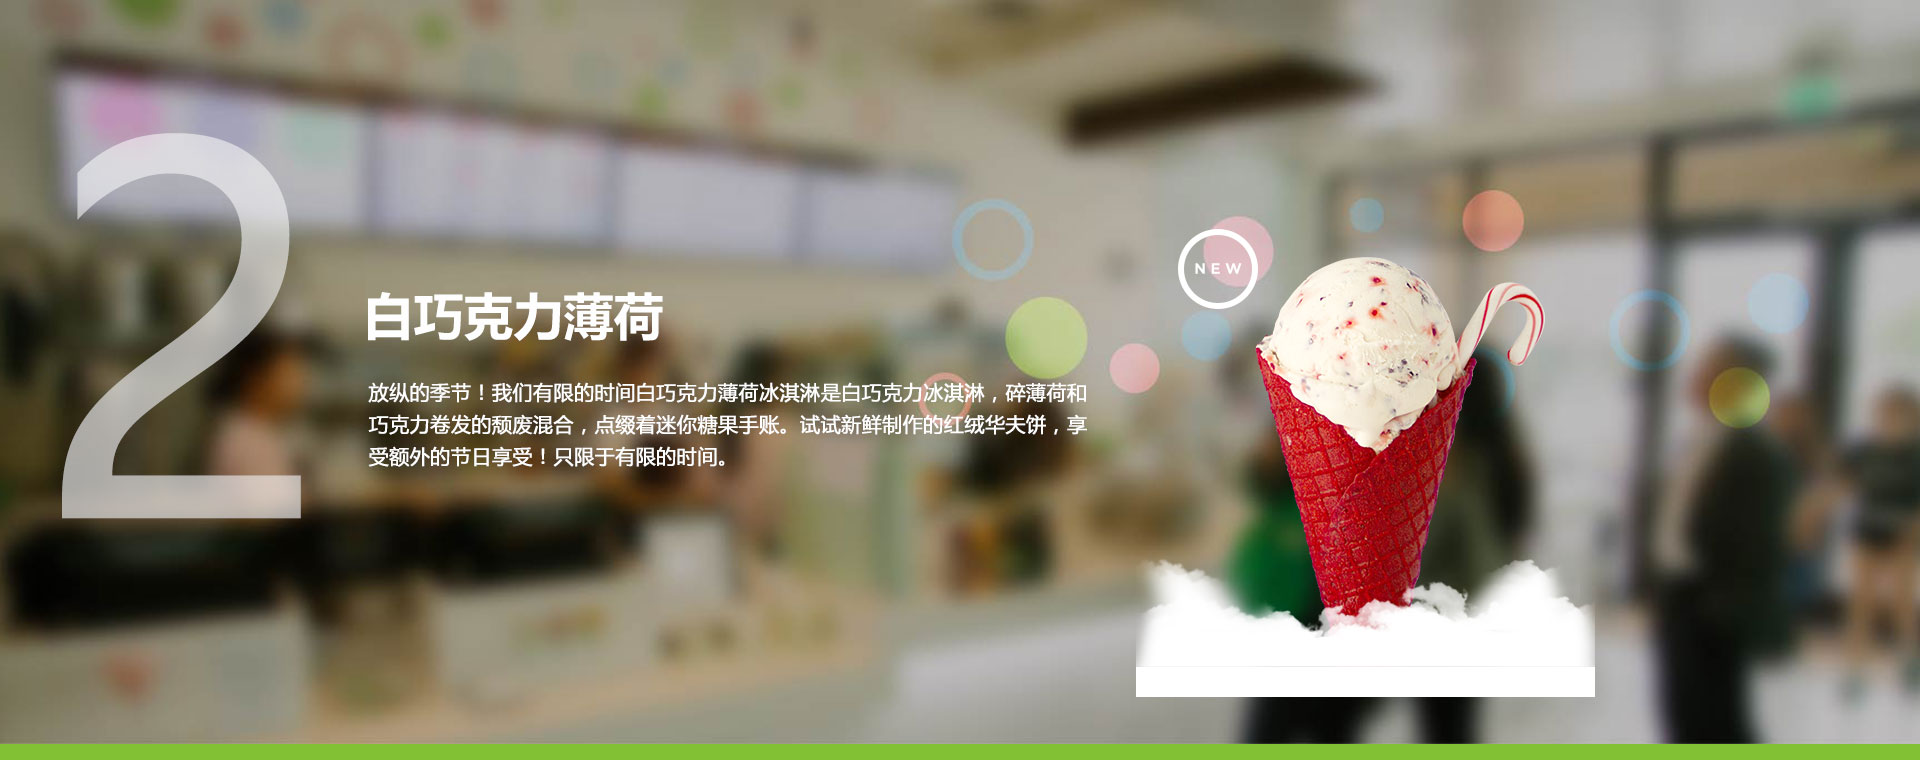 2
NEW
白巧克力薄荷
放纵的季节！我们有限的时间白巧克力薄荷冰淇淋是白巧克力冰淇淋，碎薄荷和
巧克力卷发的颓废混合，点缀着迷你糖果手账。试试新鲜制作的红绒华夫饼，享
受额外的节日享受！只限于有限的时间。